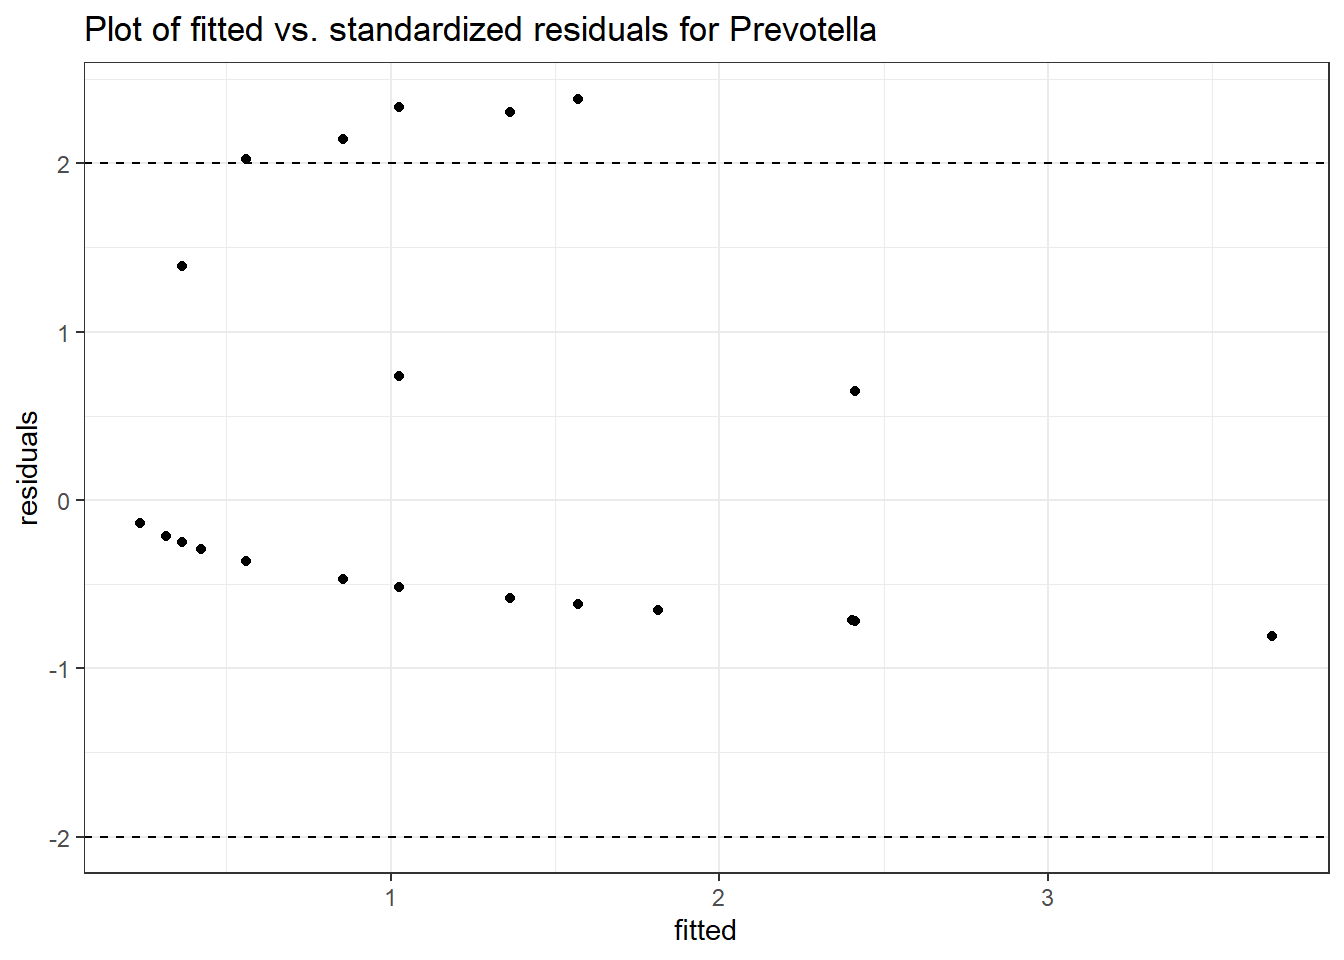 Plot of fitted vs. standardized residuals for Prevotella
2
1
0
-1
-2
residuals
1
2
3
fitted